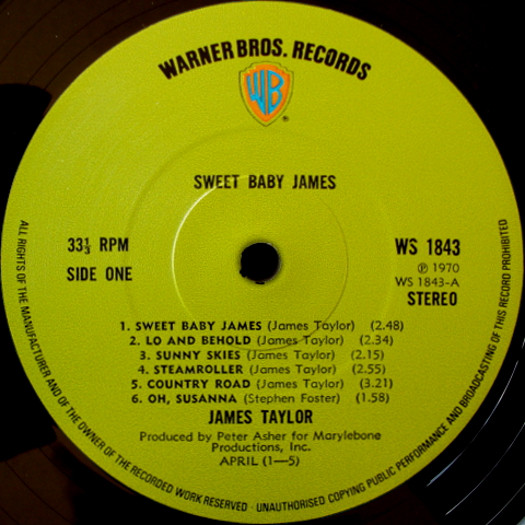 WARNER BROS. RECORDS
WB
®
SWEET BABY JAMES
33⅓ RPM
SIDE ONE
WS 1843
℗ 1970
WS 1843-A
STEREO
1. SWEET BABY JAMES (James Taylor) (2.48)
2. LO AND BEHOLD (James Taylor) (2.34)
3. SUNNY SKIES (James Taylor) (2.15)
4. STEAMROLLER (James Taylor) (2.55)
5. COUNTRY ROAD (James Taylor) (3.21)
6. OH, SUSANNA (Stephen Foster) (1.58)
JAMES TAYLOR
Produced by Peter Asher for Marylebone
Productions, Inc.
APRIL (1—5)
ALL RIGHTS OF THE MANUFACTURER AND OF THE OWNER OF THE RECORDED WORK RESERVED - UNAUTHORISED COPYING PUBLIC PERFORMANCE AND BROADCASTING OF THIS RECORD PROHIBITED